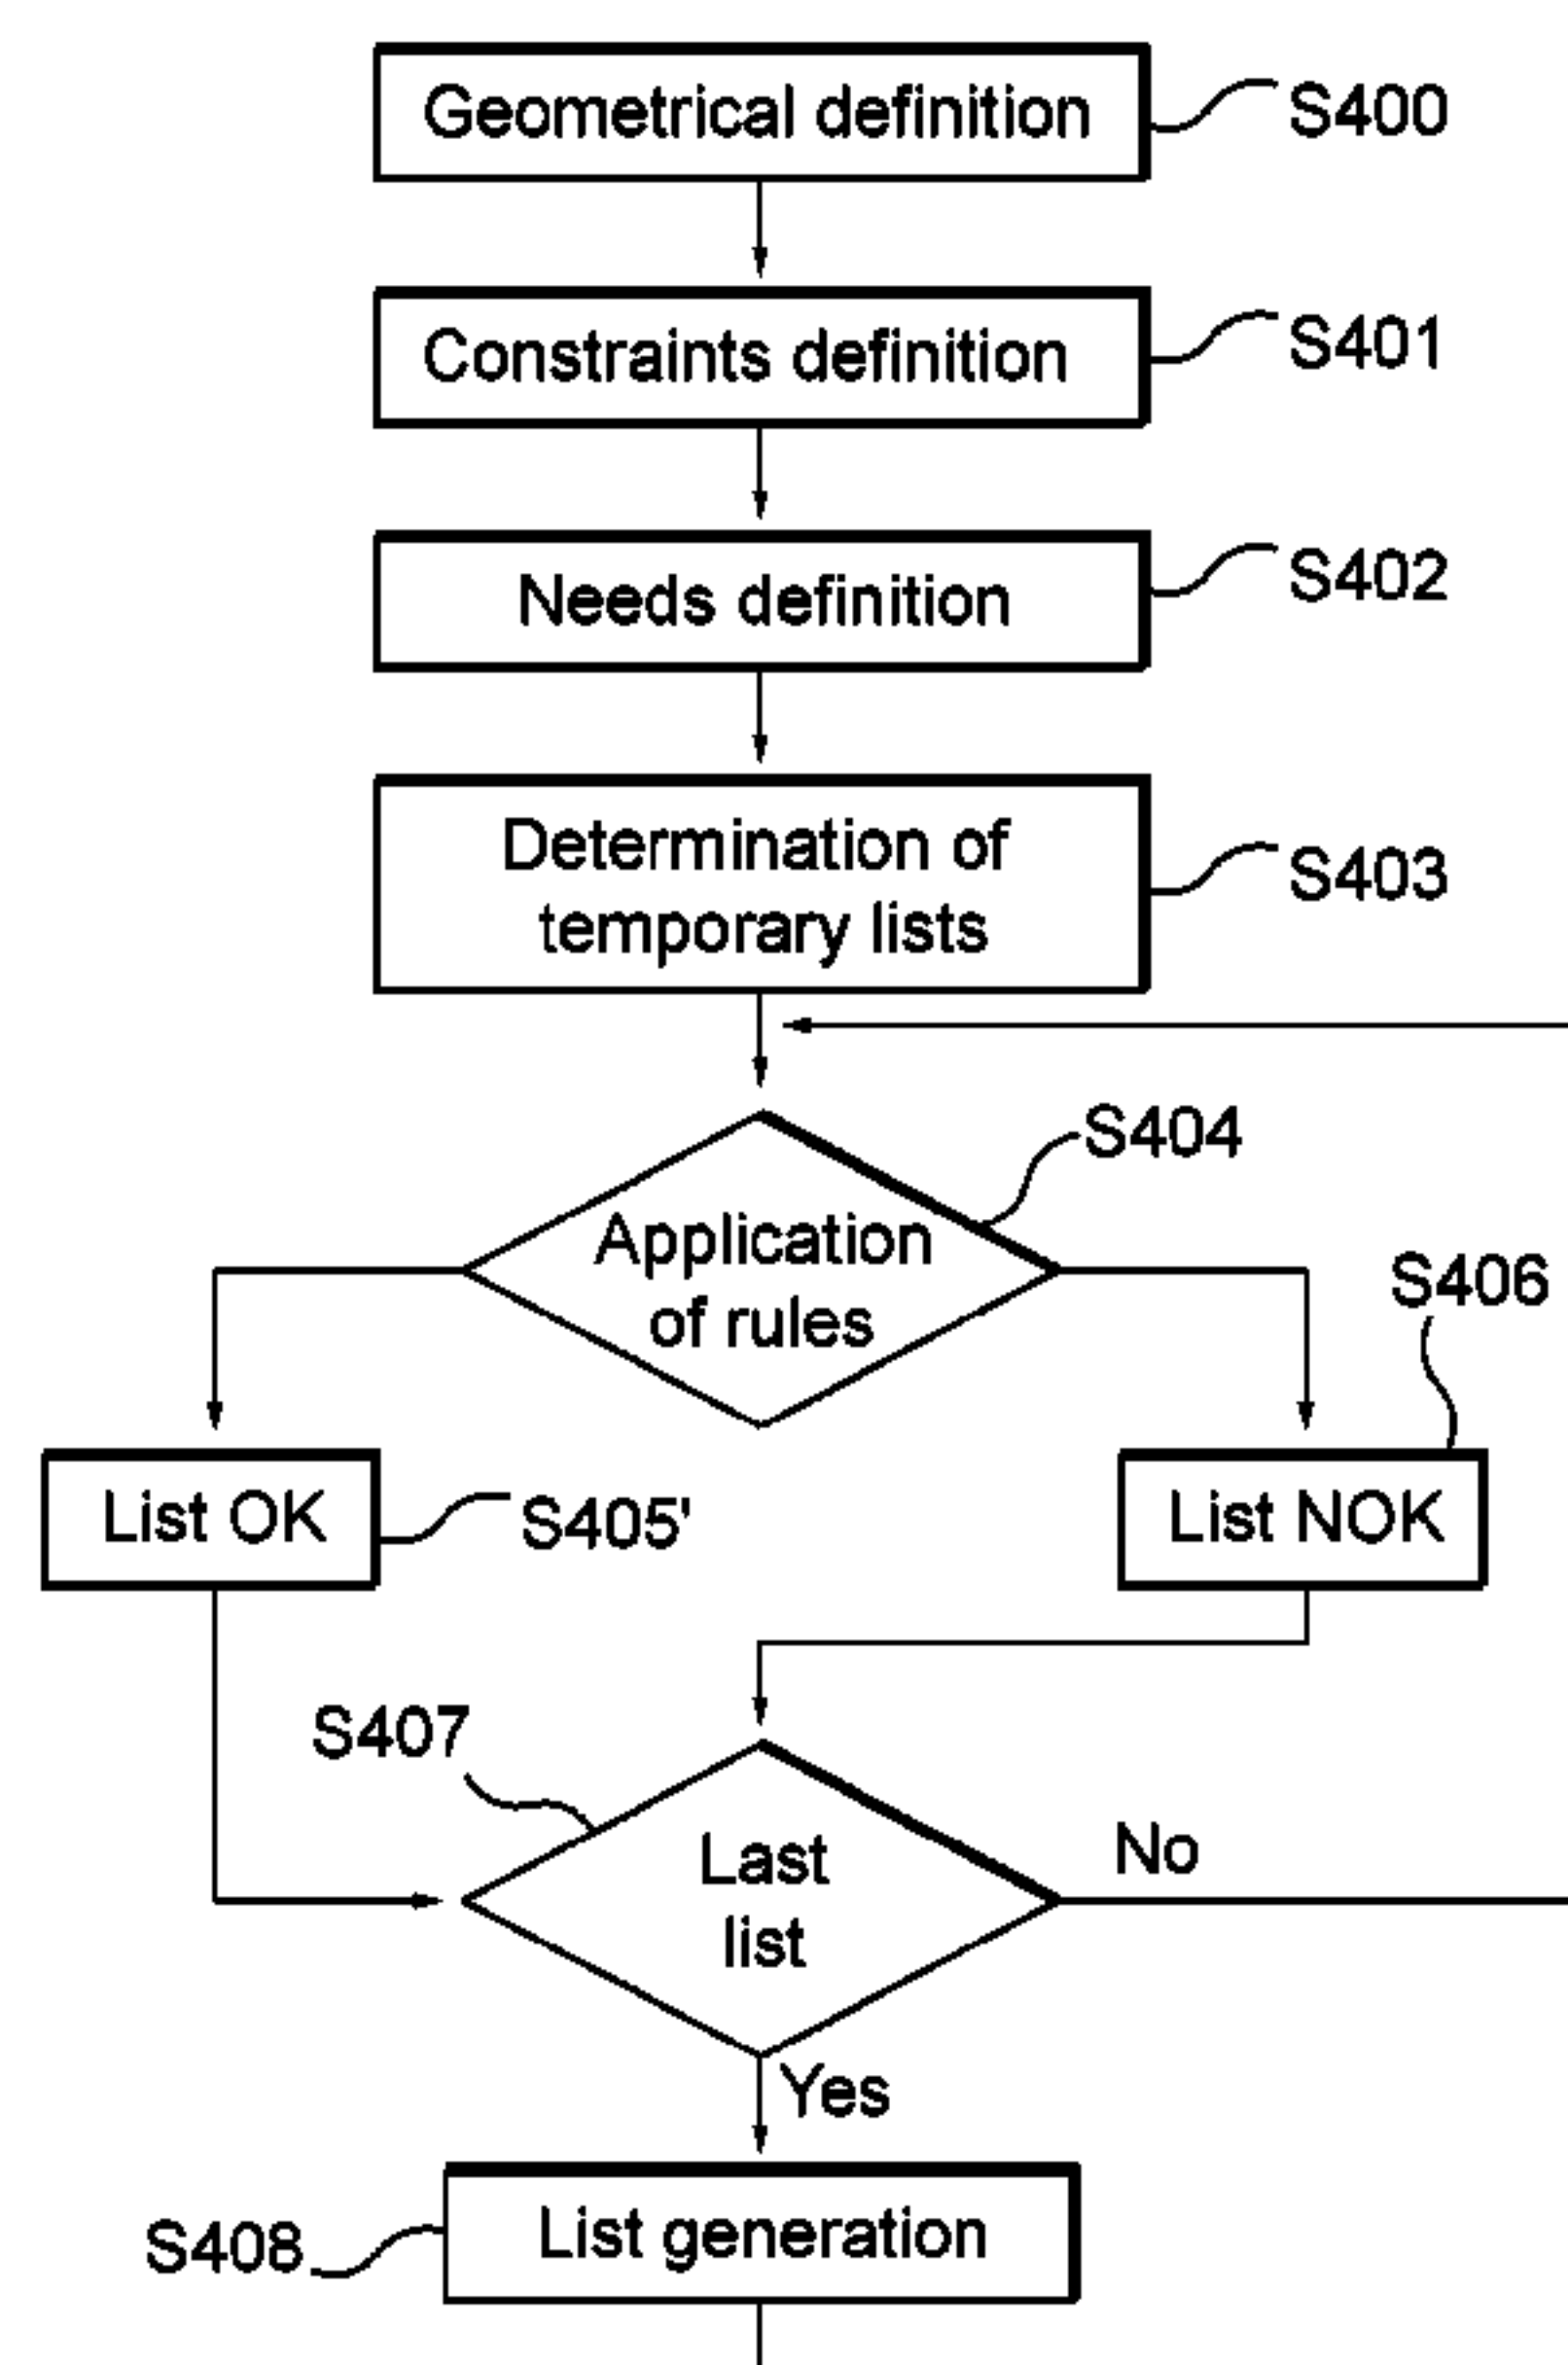 Geometrical definition
S400
Constraints definition
S401
Needs definition
S402
Determination of
temporary lists
S403
S404
Application
of rules
S406
List OK
S405'
List NOK
S407
Last
list
No
Yes
List generation
S408